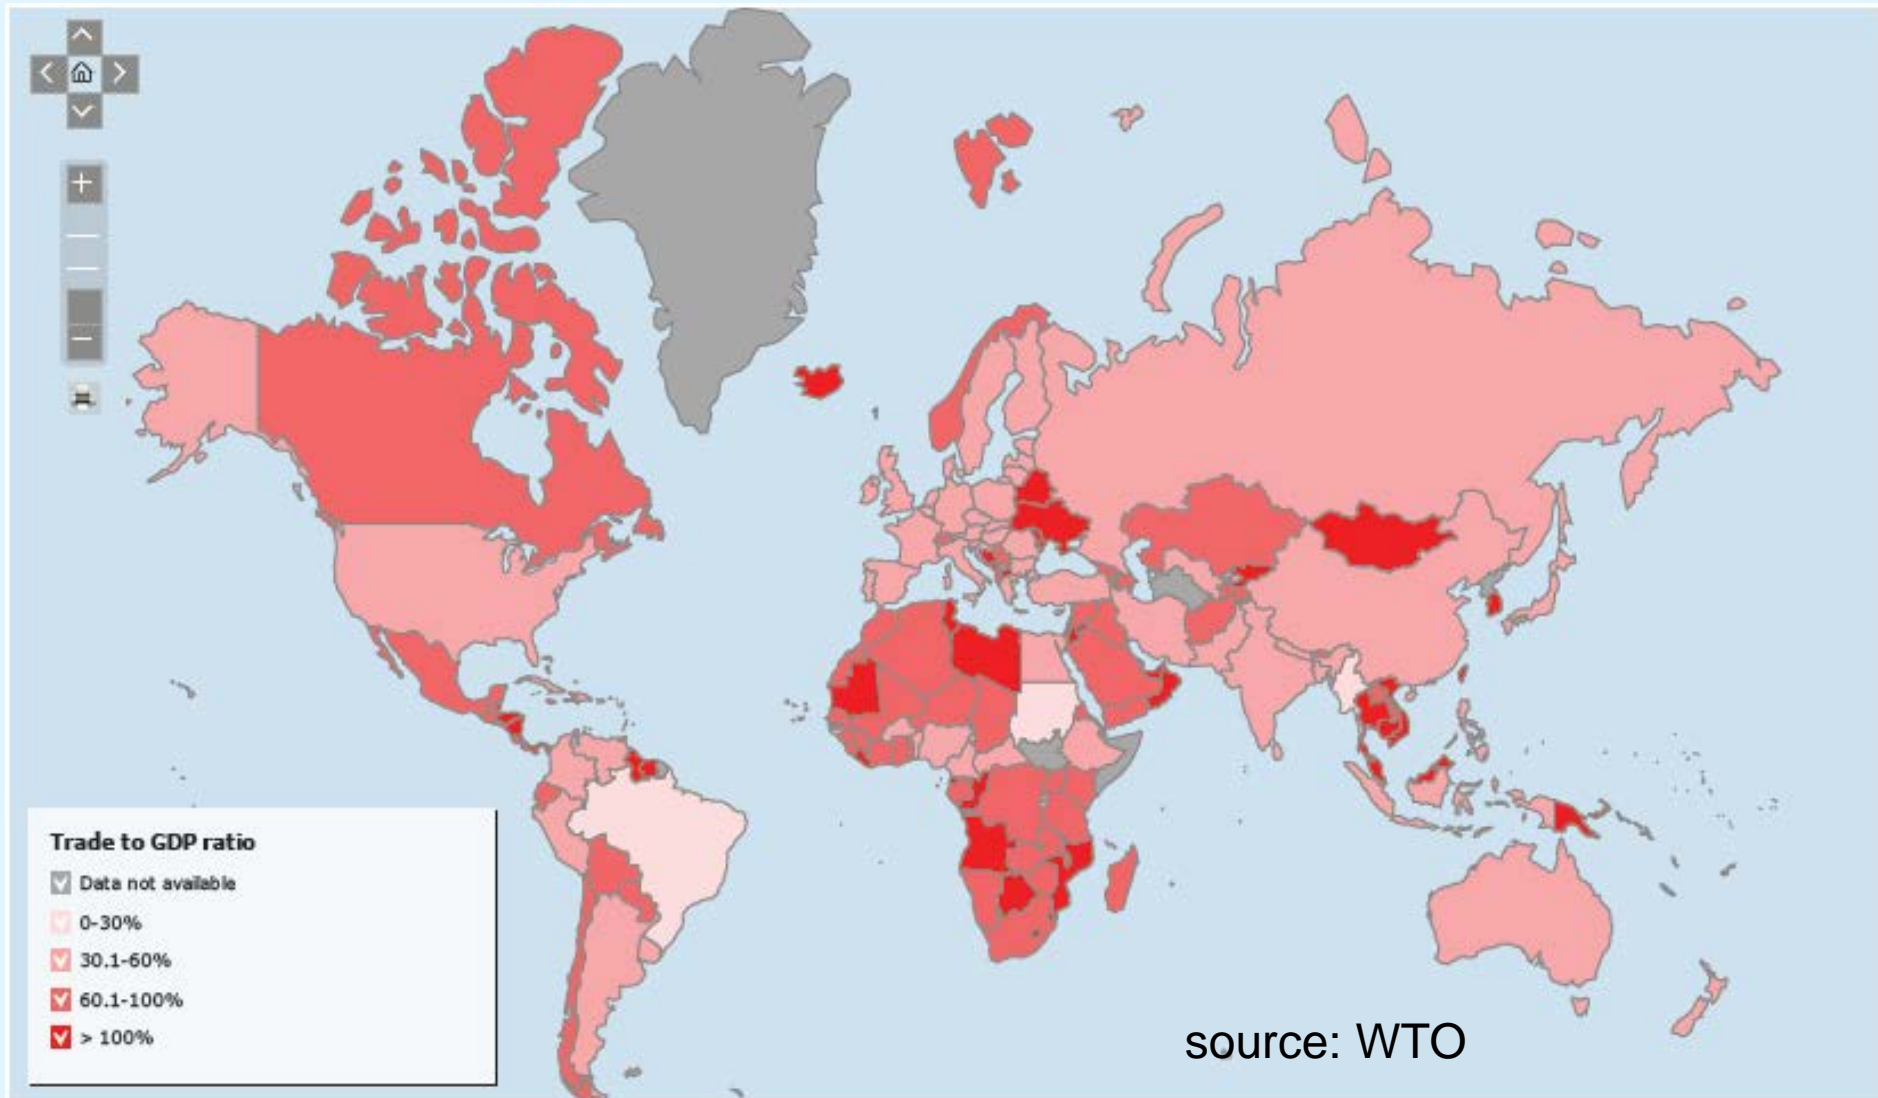 Trade to GDP ratio
Data not available
0-30%
30.1-60%
60.1-100%
> 100%
source: WTO